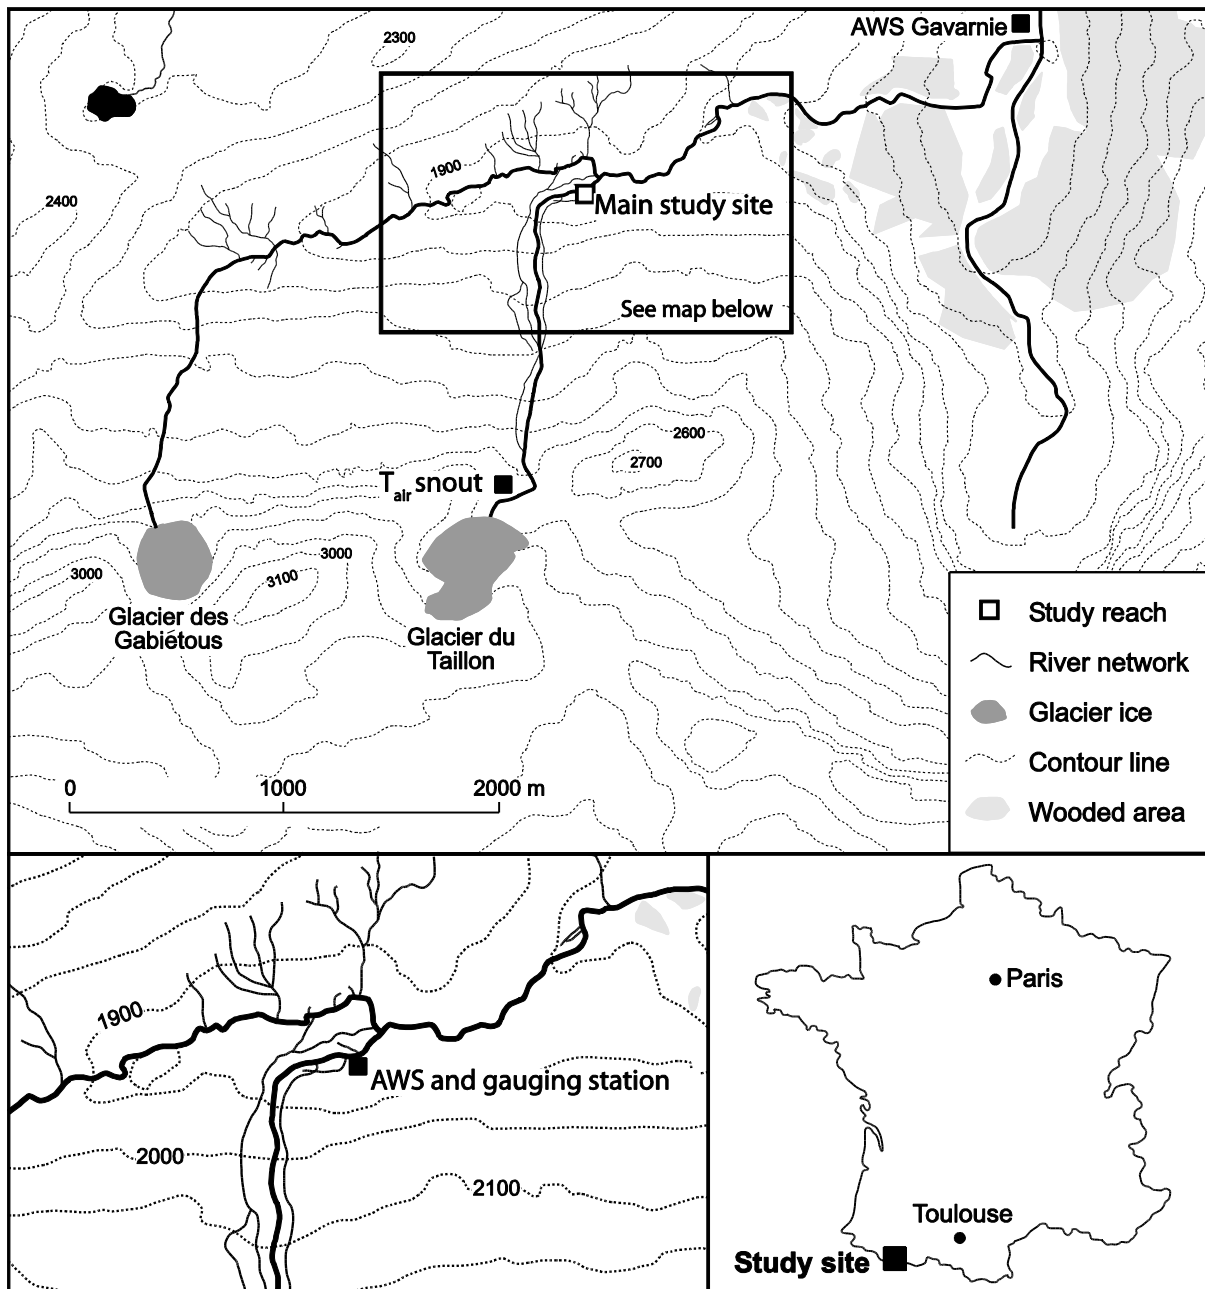 AWS Gavarnie
2300
1900
2400
Main study site
See map below
2600
2700
Tair snout
3000
3000
3100
Glacier des
Gabiétous
Glacier du
Taillon
0 1000 2000 m
Study reach
River network
Glacier ice
Contour line
Wooded area
1900
AWS and gauging station
2000
2100
Paris
Toulouse
Study site